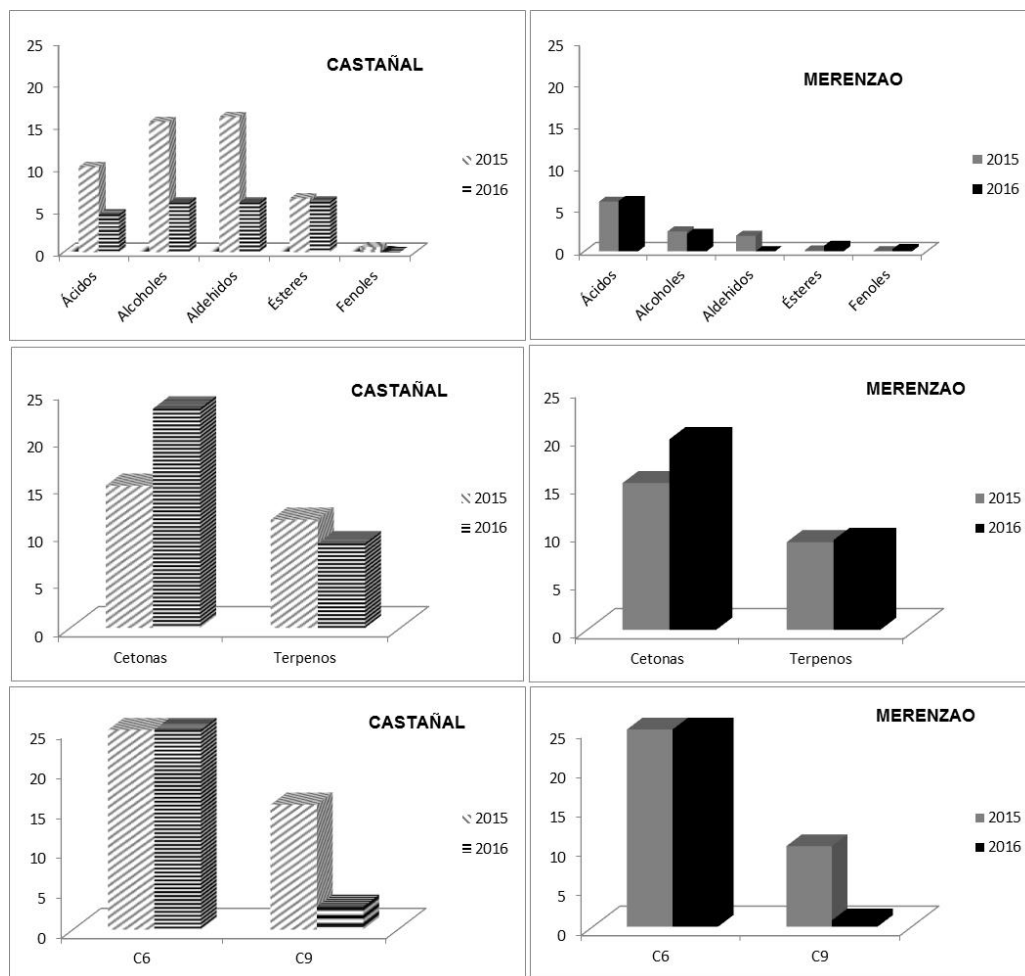 CASTAÑAL
25
20
15
10
5
0
Ácidos
Alcoholes
Aldehidos
Ésteres
Fenoles
2015
2016
MERENZAO
25
20
15
10
5
0
Ácidos
Alcoholes
Aldehidos
Ésteres
Fenoles
2015
2016
CASTAÑAL
25
20
15
10
5
0
Cetonas Terpenos
2015
2016
MERENZAO
25
20
15
10
5
0
Cetonas Terpenos
2015
2016
CASTAÑAL
25
20
15
10
5
0
C6 C9
2015
2016
MERENZAO
25
20
15
10
5
0
C6 C9
2015
2016